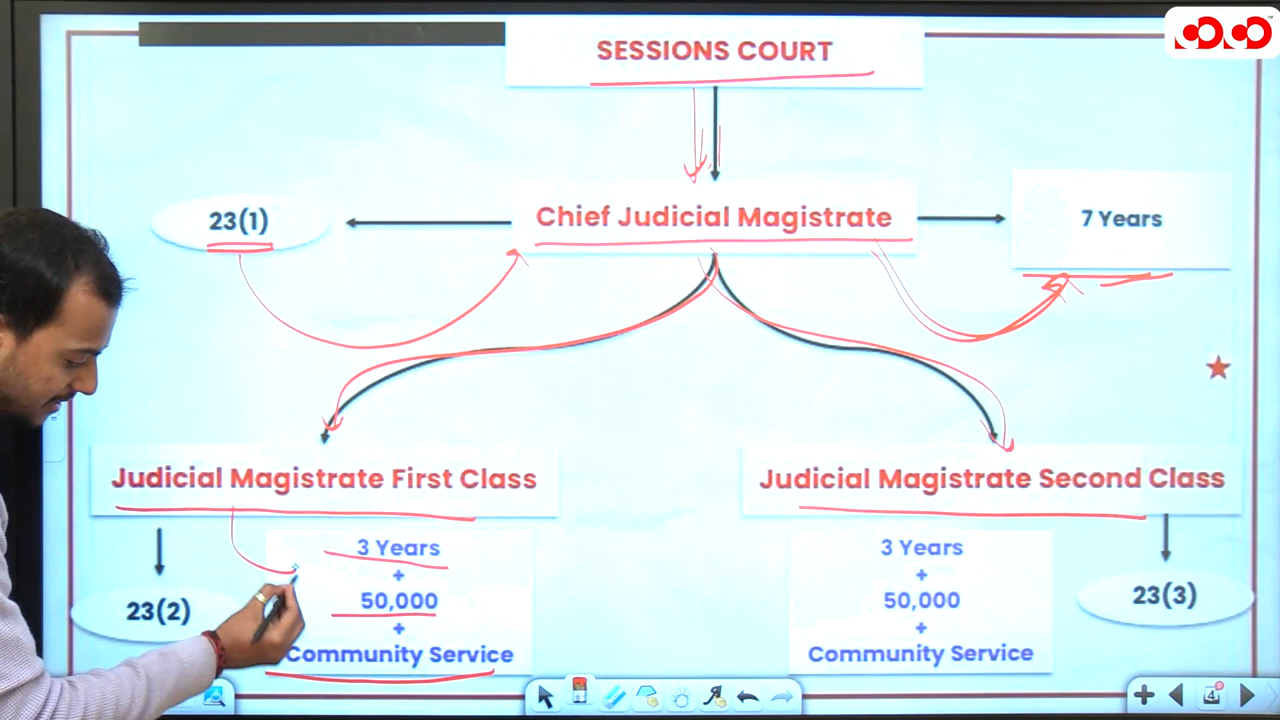 SESSIONS COURT
23(1)
Chief Judicial Magistrate
7 Years
Judicial Magistrate First Class
Judicial Magistrate Second Class
3 Years
+
50,000
+
Community Service
23(2)
3 Years
+
50,000
+
Community Service
23(3)
4